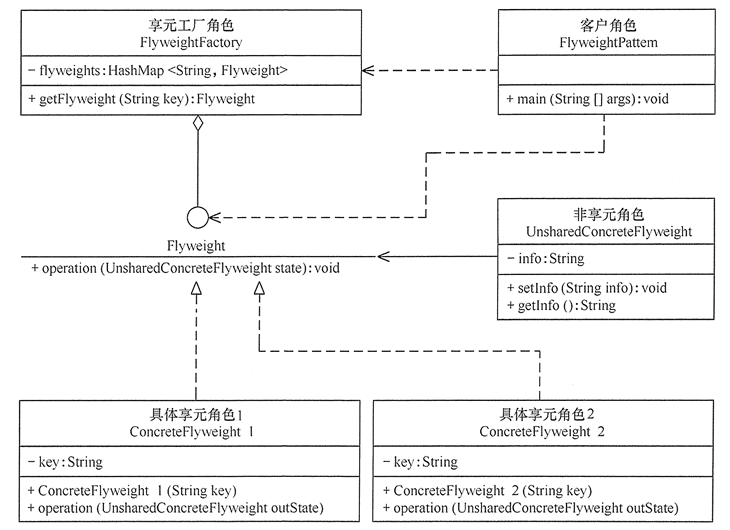 享元工厂角色
FlyweightFactory
- flyweights:HashMap <String, Flyweight>
+ getFlyweight (String key):Flyweight
客户角色
FlyweightPattem
+ main (String [] args):void
Flyweight
+ operation (UnsharedConcreteFlyweight state):void
非享元角色
UnsharedConcreteFlyweight
- info:String
+ setInfo (String info):void
+ getInfo ():String
具体享元角色1
ConcreteFlyweight 1
- key:String
+ ConcreteFlyweight 1 (String key)
+ operation (UnsharedConcreteFlyweight outState)
具体享元角色2
ConcreteFlyweight 2
- key:String
+ ConcreteFlyweight 2 (String key)
+ operation (UnsharedConcreteFlyweight outState)